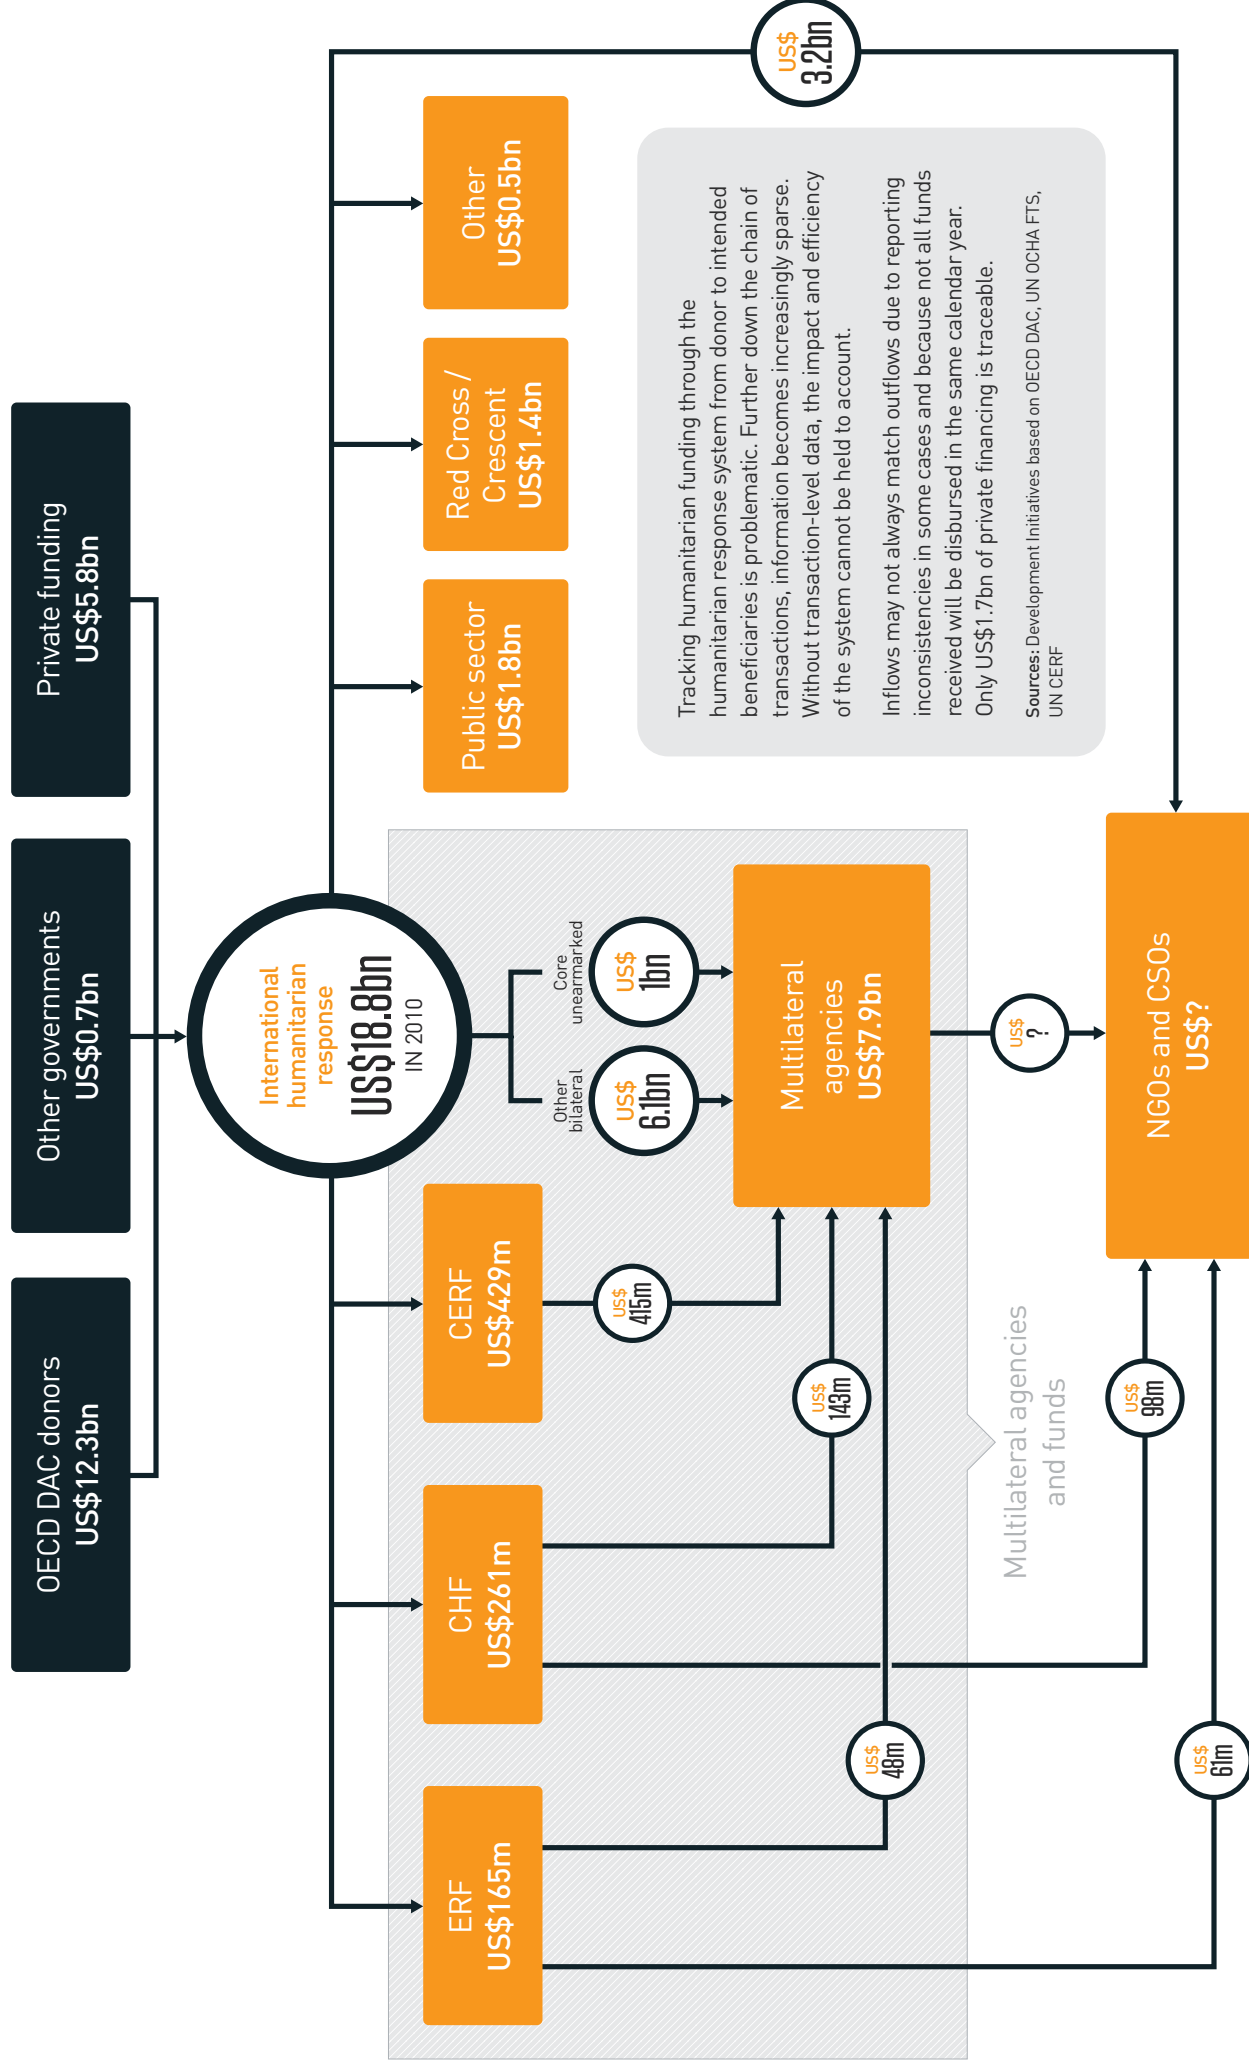 OECD DAC donors
US$12.3bn
Other governments
US$0.7bn
Private funding
US$5.8bn
International
humanitarian
response
US$18.8bn
IN 2010
ERF
US$165m
CHF
US$261m
CERF
US$429m
Other
bilateral
US$
6.1bn
Core
unearmarked
US$
1bn
Public sector
US$1.8bn
Red Cross /
Crescent
US$1.4bn
Other
US$0.5bn
US$
3.2bn
US$
415m
US$
143m
US$
48m
Multilateral
agencies
US$7.9bn
Multilateral agencies
and funds
US$
?
US$
98m
US$
61m
NGOs and CSOs
US$?
Tracking humanitarian funding through the
humanitarian response system from donor to intended
beneficiaries is problematic. Further down the chain of
transactions, information becomes increasingly sparse.
Without transaction-level data, the impact and efficiency
of the system cannot be held to account.
Inflows may not always match outflows due to reporting
inconsistencies in some cases and because not all funds
received will be disbursed in the same calendar year.
Only US$1.7bn of private financing is traceable.
Sources: Development Initiatives based on OECD DAC, UN OCHA FTS,
UN CERF